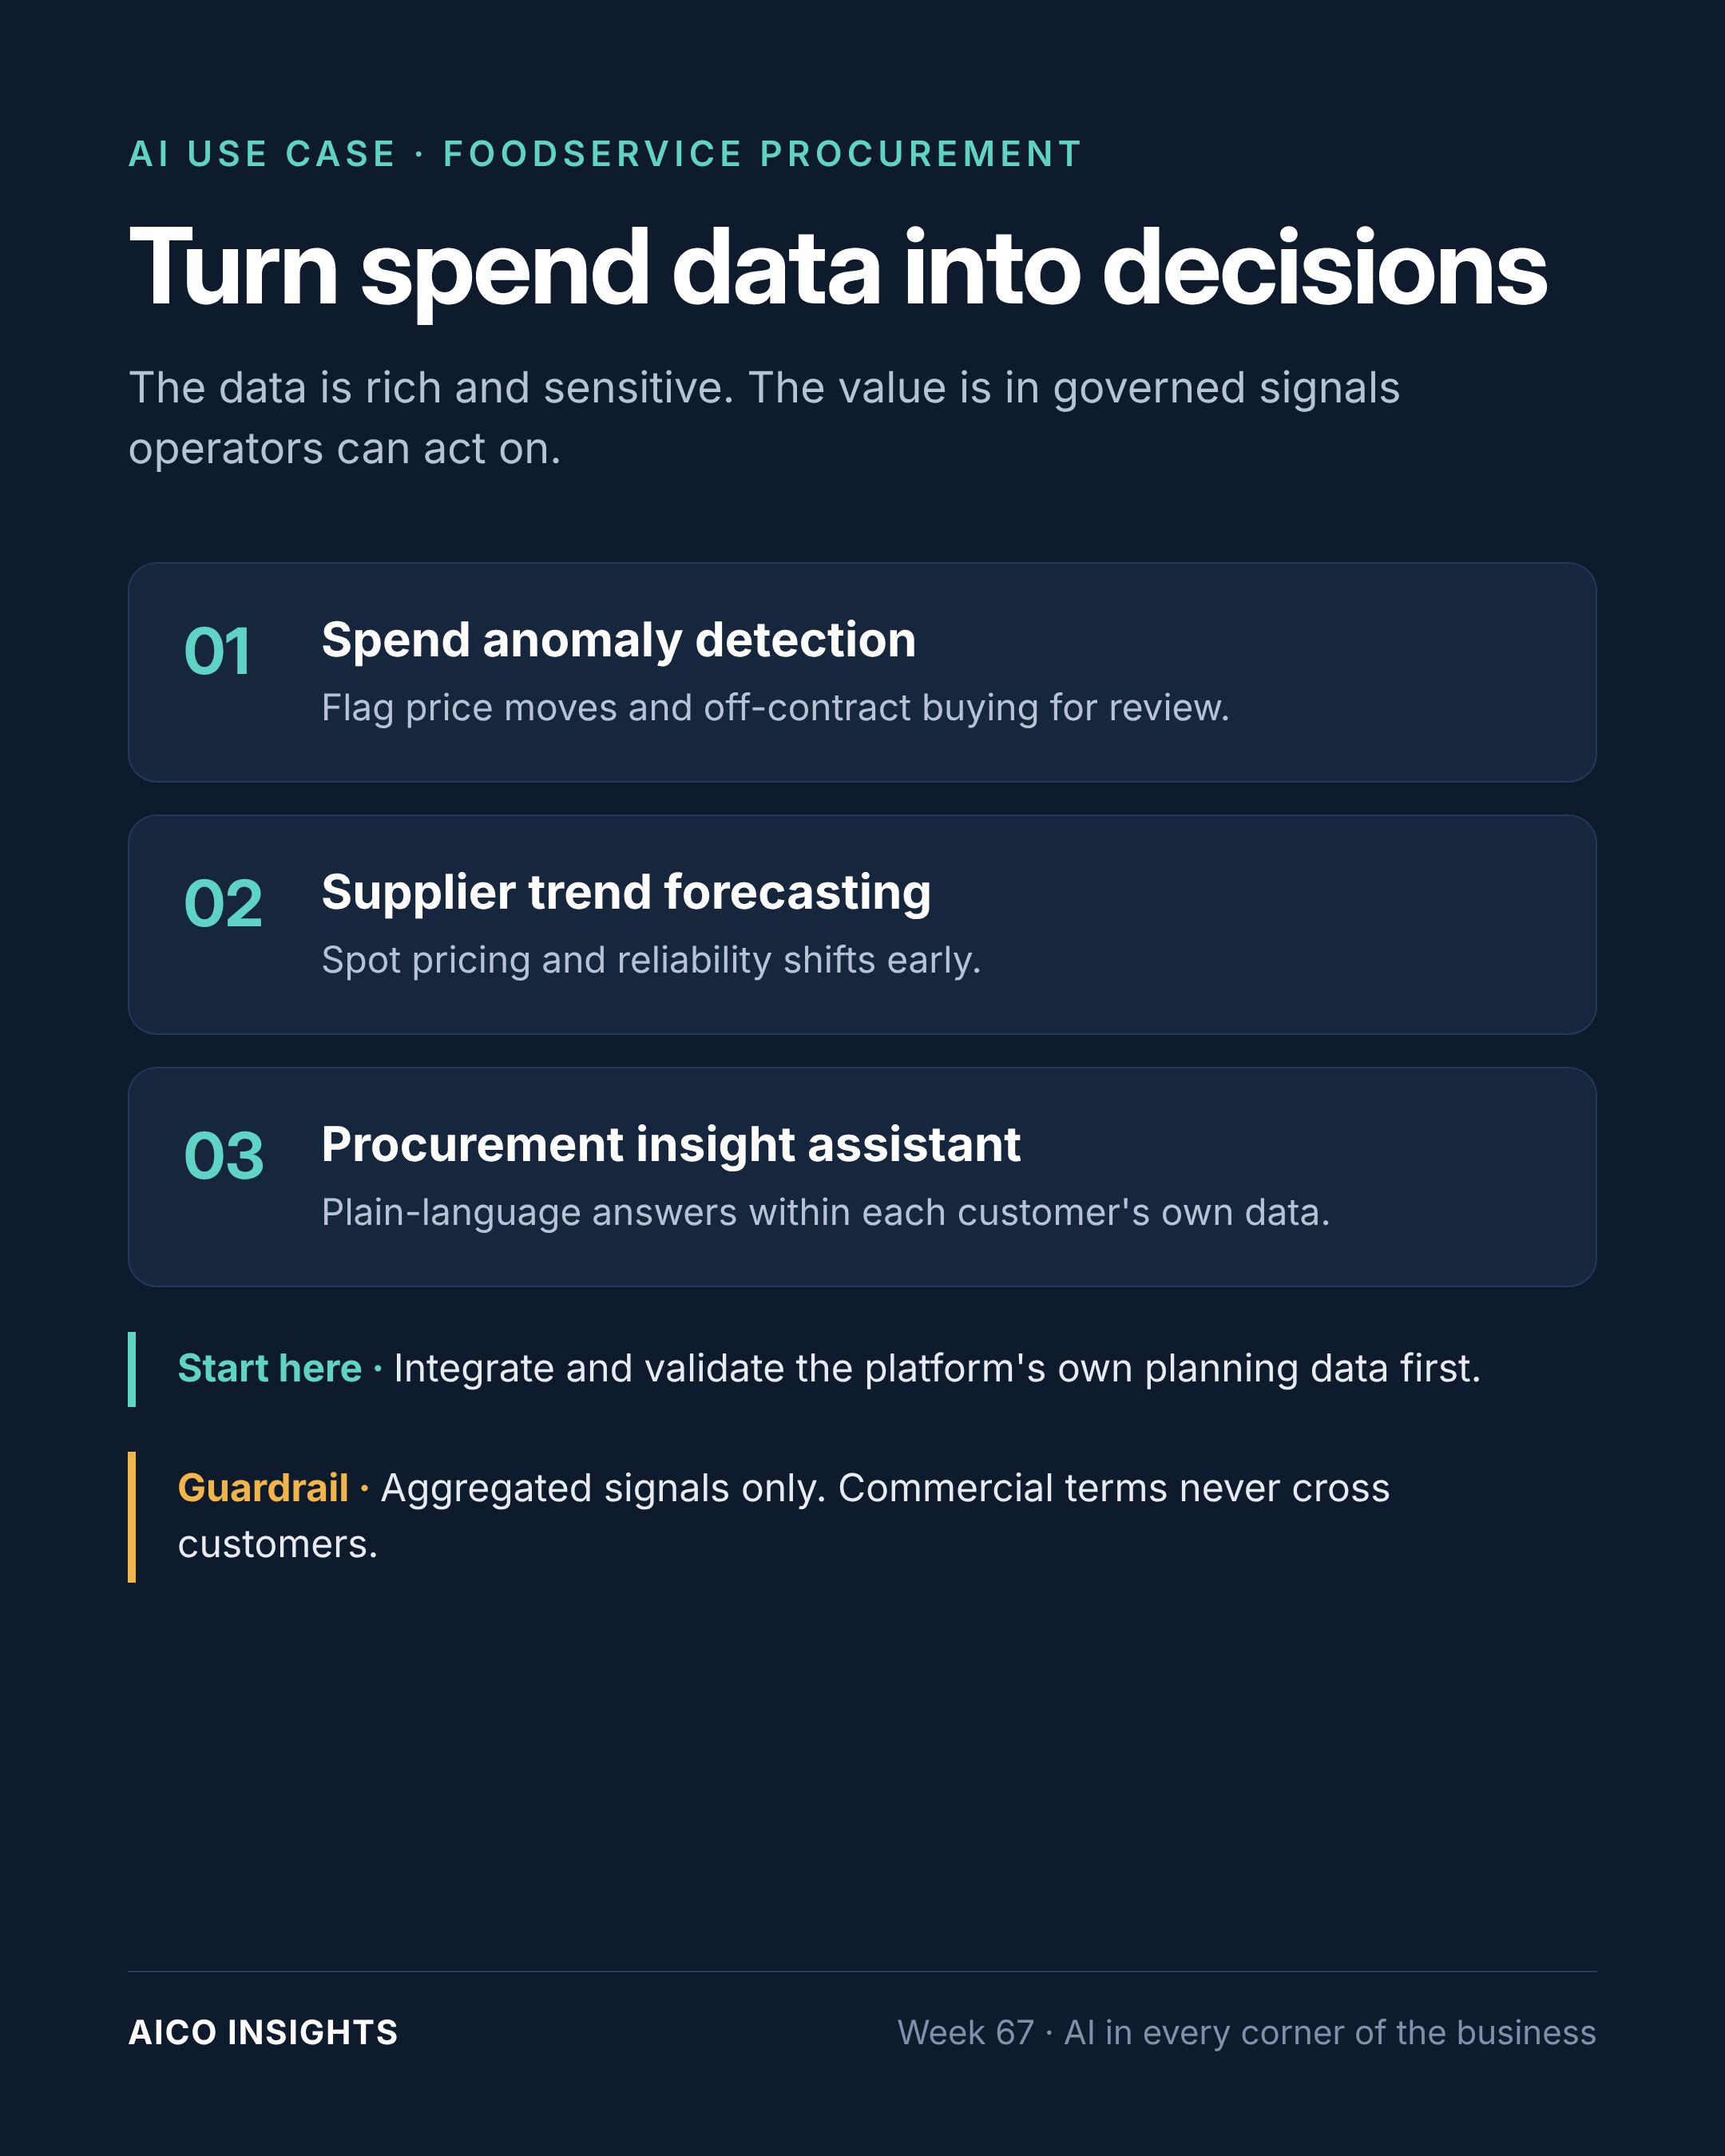 AI USE CASE · FOODSERVICE PROCUREMENT
Turn spend data into decisions
The data is rich and sensitive. The value is in governed signals
operators can act on.
01
Spend anomaly detection
Flag price moves and off-contract buying for review.
02
Supplier trend forecasting
Spot pricing and reliability shifts early.
03
Procurement insight assistant
Plain-language answers within each customer's own data.
Start here · Integrate and validate the platform's own planning data first.
Guardrail · Aggregated signals only. Commercial terms never cross
customers.
AICO INSIGHTS
Week 67 · AI in every corner of the business